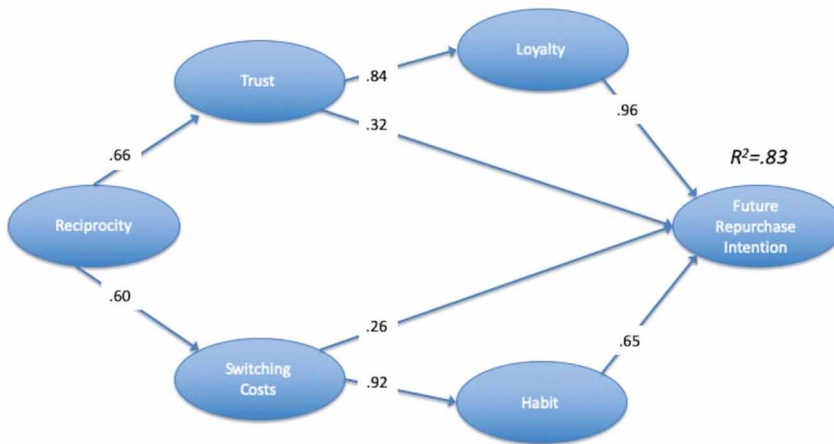 Loyalty
Trust
.84
.32
.96
R²=.83
.66
Reciprocity
Future
Repurchase
Intention
.60
.26
.65
Switching
Costs
.92
Habit